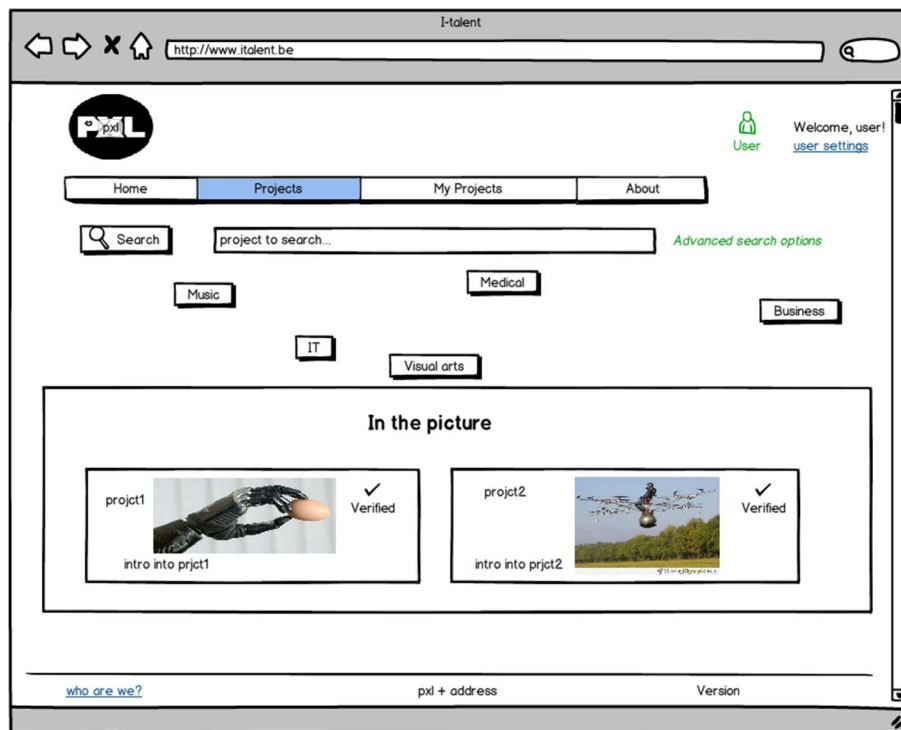 I-talent
http://www.italent.be
PXL
pxl
User
Welcome, user!
user settings
Home Projects My Projects About
Search project to search... Advanced search options
Music
Medical
Business
IT
Visual arts
In the picture
projct1
Verified
intro into prjct1
projct2
Verified
intro into prjct2
who are we? pxl + address Version